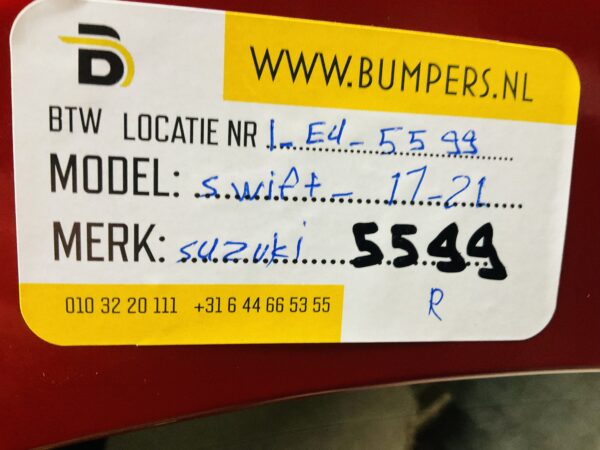 B
WWW.BUMPERS.NL
BTW LOCATIE NR 1-E4-5599
MODEL: swift - 17-21
MERK: suzuki 5599
010 32 20 111 +31 6 44 66 53 55
R